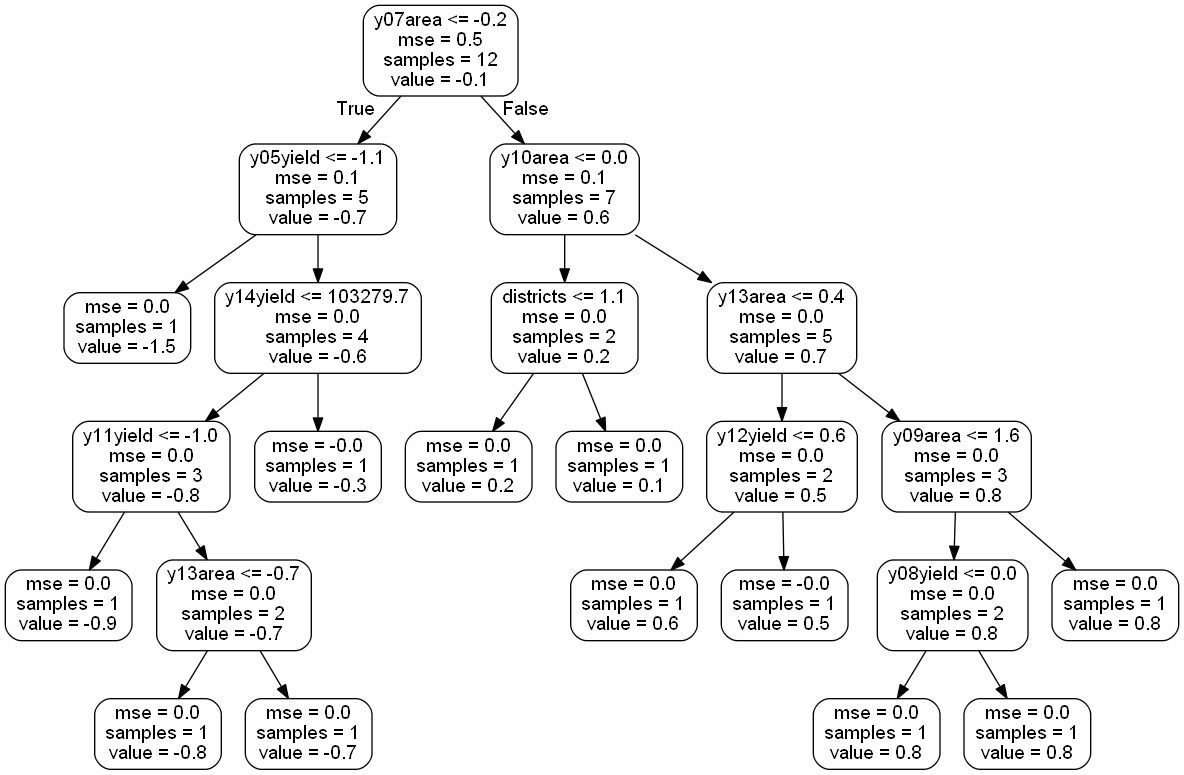 y07area <= -0.2
mse = 0.5
samples = 12
value = -0.1
True
False
y05yield <= -1.1
mse = 0.1
samples = 5
value = -0.7
y10area <= 0.0
mse = 0.1
samples = 7
value = 0.6
mse = 0.0
samples = 1
value = -1.5
y14yield <= 103279.7
mse = 0.0
samples = 4
value = -0.6
districts <= 1.1
mse = 0.0
samples = 2
value = 0.2
y13area <= 0.4
mse = 0.0
samples = 5
value = 0.7
y11yield <= -1.0
mse = 0.0
samples = 3
value = -0.8
mse = -0.0
samples = 1
value = -0.3
mse = 0.0
samples = 1
value = 0.2
mse = 0.0
samples = 1
value = 0.1
y12yield <= 0.6
mse = 0.0
samples = 2
value = 0.5
y09area <= 1.6
mse = 0.0
samples = 3
value = 0.8
mse = 0.0
samples = 1
value = -0.9
y13area <= -0.7
mse = 0.0
samples = 2
value = -0.7
mse = 0.0
samples = 1
value = 0.6
mse = -0.0
samples = 1
value = 0.5
y08yield <= 0.0
mse = 0.0
samples = 2
value = 0.8
mse = 0.0
samples = 1
value = 0.8
mse = 0.0
samples = 1
value = -0.8
mse = 0.0
samples = 1
value = -0.7
mse = 0.0
samples = 1
value = 0.8
mse = 0.0
samples = 1
value = 0.8